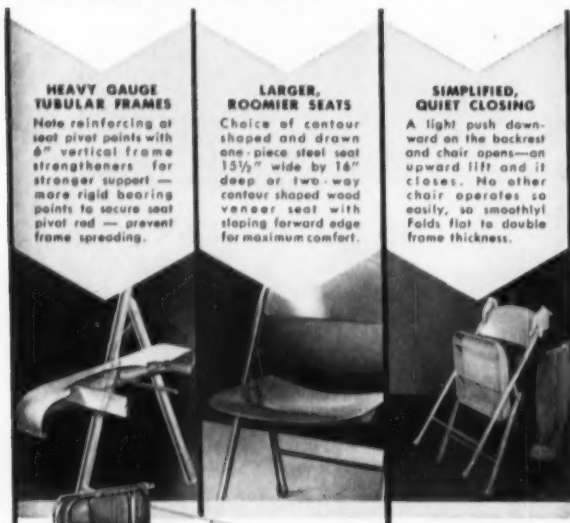 HEAVY GAUGE
TUBULAR FRAMES
Note reinforcing at
seat pivot points with
6" vertical frame
strengtheners for
stronger support —
more rigid bearing
points to secure seat
pivot rod — prevent
frame spreading.
LARGER,
ROOMIER SEATS
Choice of contour
shaped and drawn
one-piece steel seat
15½" wide by 16"
deep or two-way
contour shaped wood
veneer seat with
sloping forward edge
for maximum comfort.
SIMPLIFIED,
QUIET CLOSING
A light push down-
ward on the backrest
and chair opens—an
upward lift and it
closes. No other
chair operates so
easily, so smoothly!
Folds flat to double
frame thickness.